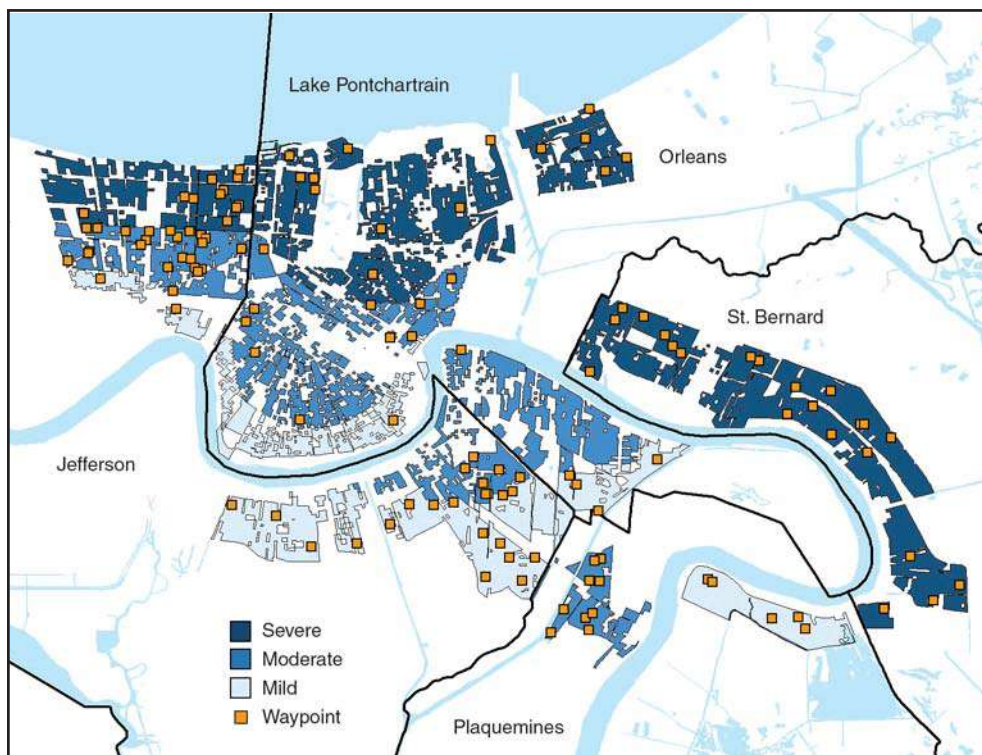 Lake Pontchartrain
Orleans
St. Bernard
Jefferson
Severe
Moderate
Mild
Waypoint
Plaquemines